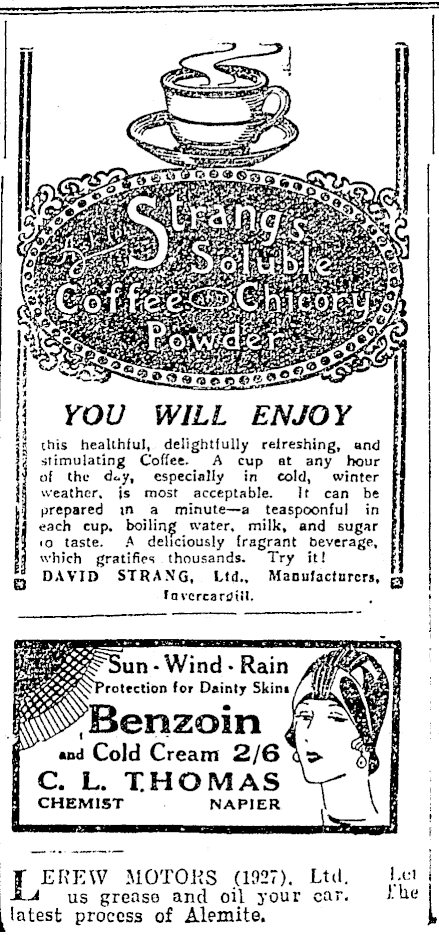 Strang's
Soluble
Coffee AND Chicory
Powder
YOU WILL ENJOY
this healthful, delightfully refreshing, and
stimulating Coffee. A cup at any hour
of the day, especially in cold, winter
weather, is most acceptable. It can be
prepared in a minute—a teaspoonful in
each cup, boiling water, milk, and sugar
to taste. A deliciously fragrant beverage,
which gratifies thousands. Try it!
DAVID STRANG, Ltd., Manufacturers,
Invercargill.
Sun - Wind - Rain
Protection for Dainty Skins
Benzoin
and Cold Cream 2/6
C. L. THOMAS
CHEMIST NAPIER
LEREW MOTORS (1927), Ltd. Let
us grease and oil your car. The
latest process of Alemite.